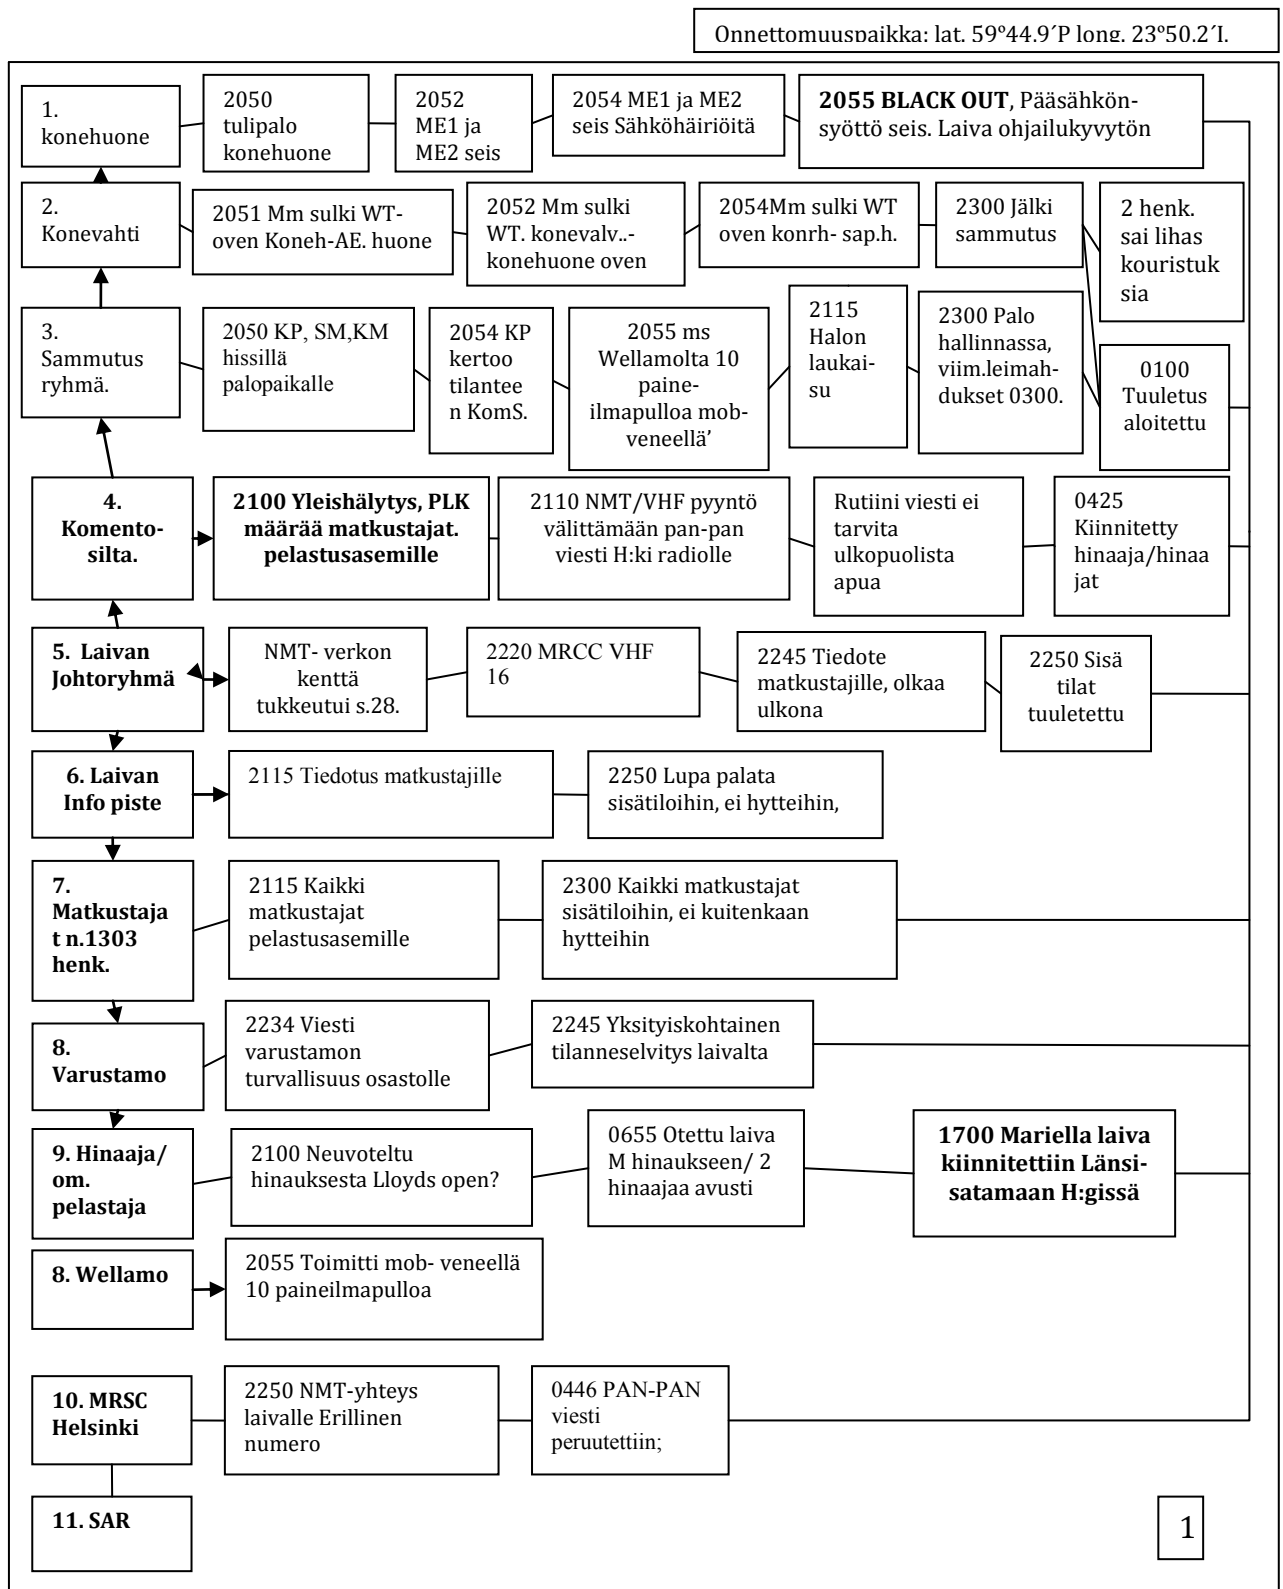 Onnettomuuspaikka: lat. 59°44.9´P long. 23°50.2´I.
1.
konehuone
2050
tulipalo
konehuone
2052
ME1 ja
ME2 seis
2054 ME1 ja ME2
seis Sähköhäiriöitä
2055 BLACK OUT, Pääsähkön-
syöttö seis. Laiva ohjailukyvytön
2.
Konevahti
2051 Mm sulki WT-
oven Koneh-AE. huone
2052 Mm sulki
WT. konevalv..-
konehuone oven
2054Mm sulki WT
oven konrh- sap.h.
2300 Jälki
sammutus
2 henk.
sai lihas
kouristuk
sia
3.
Sammutus
ryhmä.
2050 KP, SM,KM
hissillä
palopaikalle
2054 KP
kertoo
tilantee
n KomS.
2055 ms
Wellamolta 10
paine-
ilmapulloa mob-
veneellä’
2115
Halon
laukai-
su
2300 Palo
hallinnassa,
viim.leimah-
dukset 0300.
0100
Tuuletus
aloitettu
4.
Komento-
silta.
2100 Yleishälytys, PLK
määrää matkustajat.
pelastusasemille
2110 NMT/VHF pyyntö
välittämään pan-pan
viesti H:ki radiolle
Rutiini viesti ei
tarvita
ulkopuolista
apua
0425
Kiinnitetty
hinaaja/hinaa
jat
5. Laivan
Johtoryhmä
NMT- verkon
kenttä
tukkeutui s.28.
2220 MRCC VHF
16
2245 Tiedote
matkustajille, olkaa
ulkona
2250 Sisä
tilat
tuuletettu
6. Laivan
Info piste
2115 Tiedotus matkustajille
2250 Lupa palata
sisätiloihin, ei hytteihin,
7.
Matkustaja
t n.1303
henk.
2115 Kaikki
matkustajat
pelastusasemille
2300 Kaikki matkustajat
sisätiloihin, ei kuitenkaan
hytteihin
8.
Varustamo
2234 Viesti
varustamon
turvallisuus osastolle
2245 Yksityiskohtainen
tilanneselvitys laivalta
9. Hinaaja/
om.
pelastaja
2100 Neuvoteltu
hinauksesta Lloyds open?
0655 Otettu laiva
M hinaukseen/ 2
hinaajaa avusti
1700 Mariella laiva
kiinnitettiin Länsi-
satamaan H:gissä
8. Wellamo
2055 Toimitti mob- veneellä
10 paineilmapulloa
10. MRSC
Helsinki
2250 NMT-yhteys
laivalle Erillinen
numero
0446 PAN-PAN
viesti
peruutettiin;
11. SAR
1